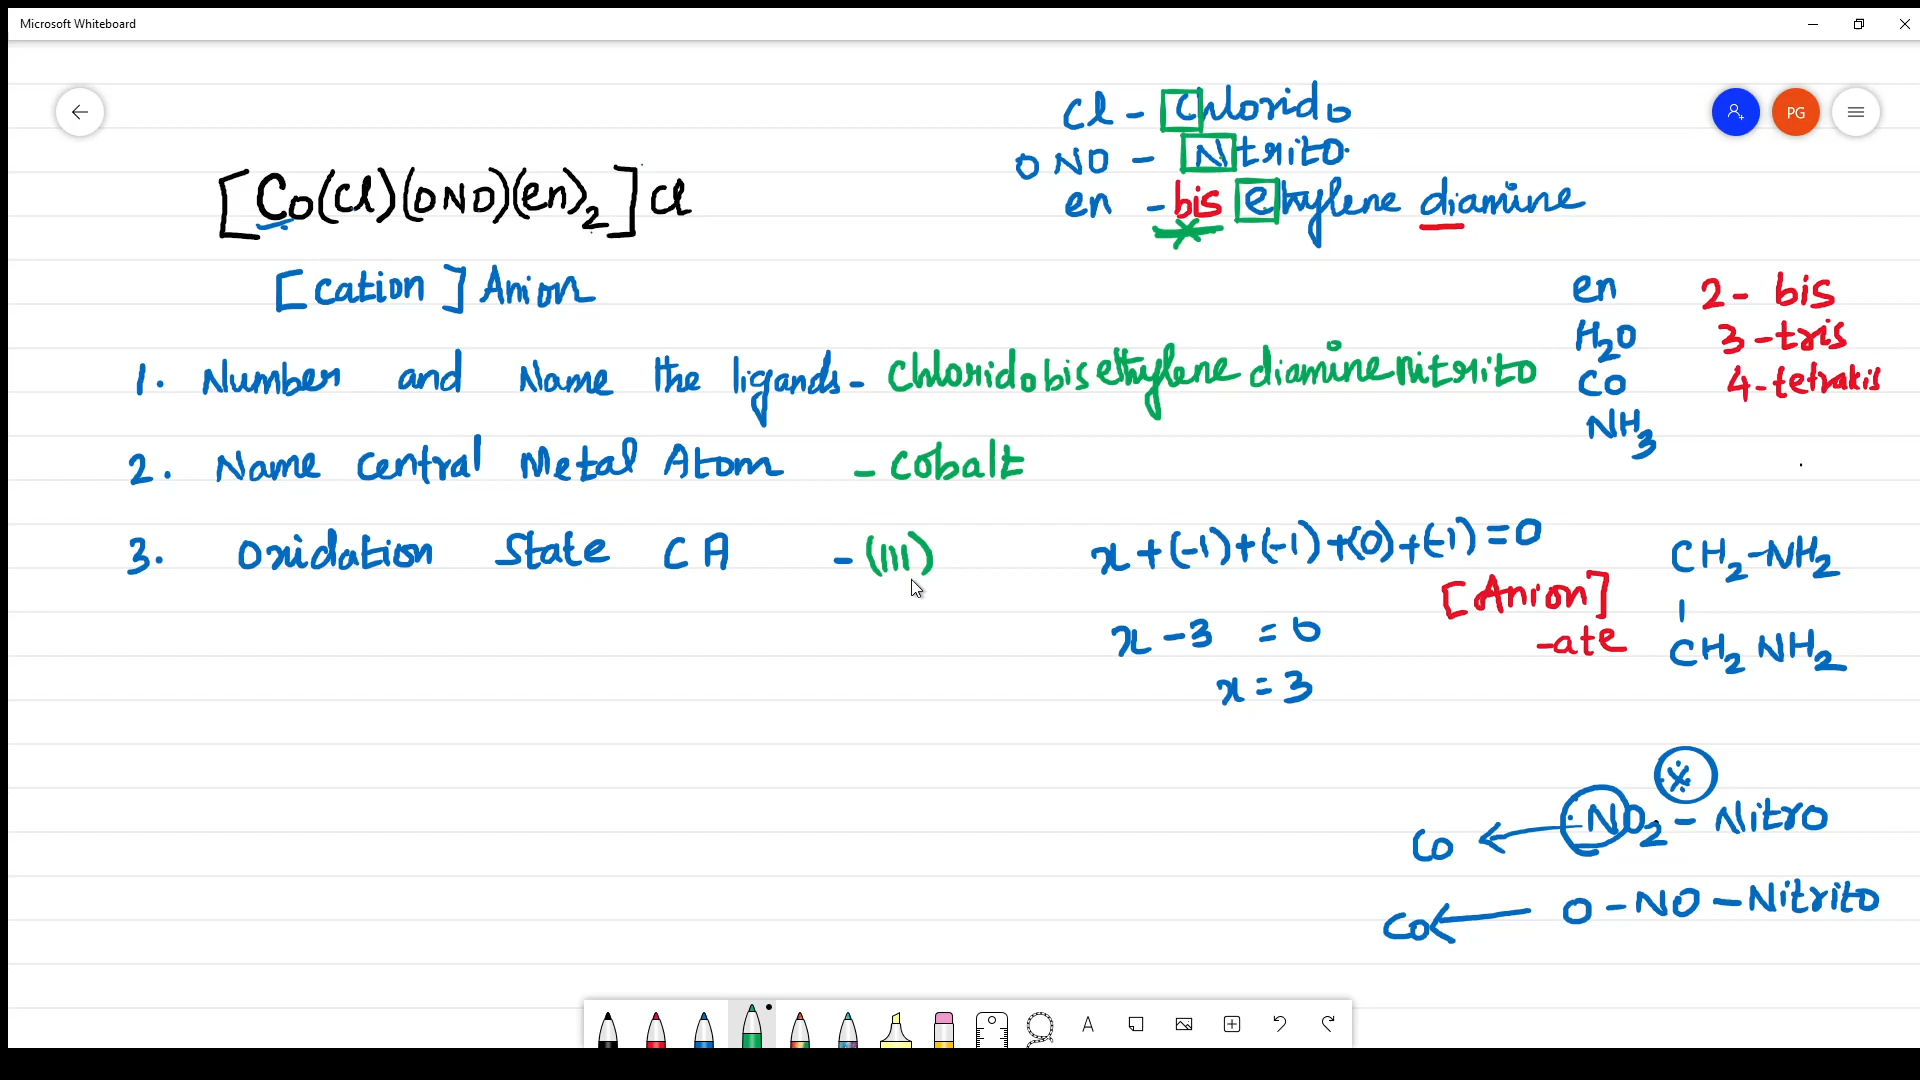 Microsoft Whiteboard
PG
Cl - Chlorido
ONO - Nitrito
en - bis ethylene diamine
[Co(Cl)(ONO)(en)2]Cl
[cation] Anion
en
H2O
CO
NH3
2 - bis
3 - tris
4 - tetrakis
1. Number and Name the ligands - Chloridobisethylenediaminenitrito
2. Name Central Metal Atom - Cobalt
3. Oxidation State CA - (III)
x + (-1) + (-1) + (0) + (-1) = 0
x - 3 = 0
x = 3
[Anion]
-ate
CH2-NH2
|
CH2 NH2
Co ← :NO2 - Nitro
Co ← O - NO - Nitrito
A